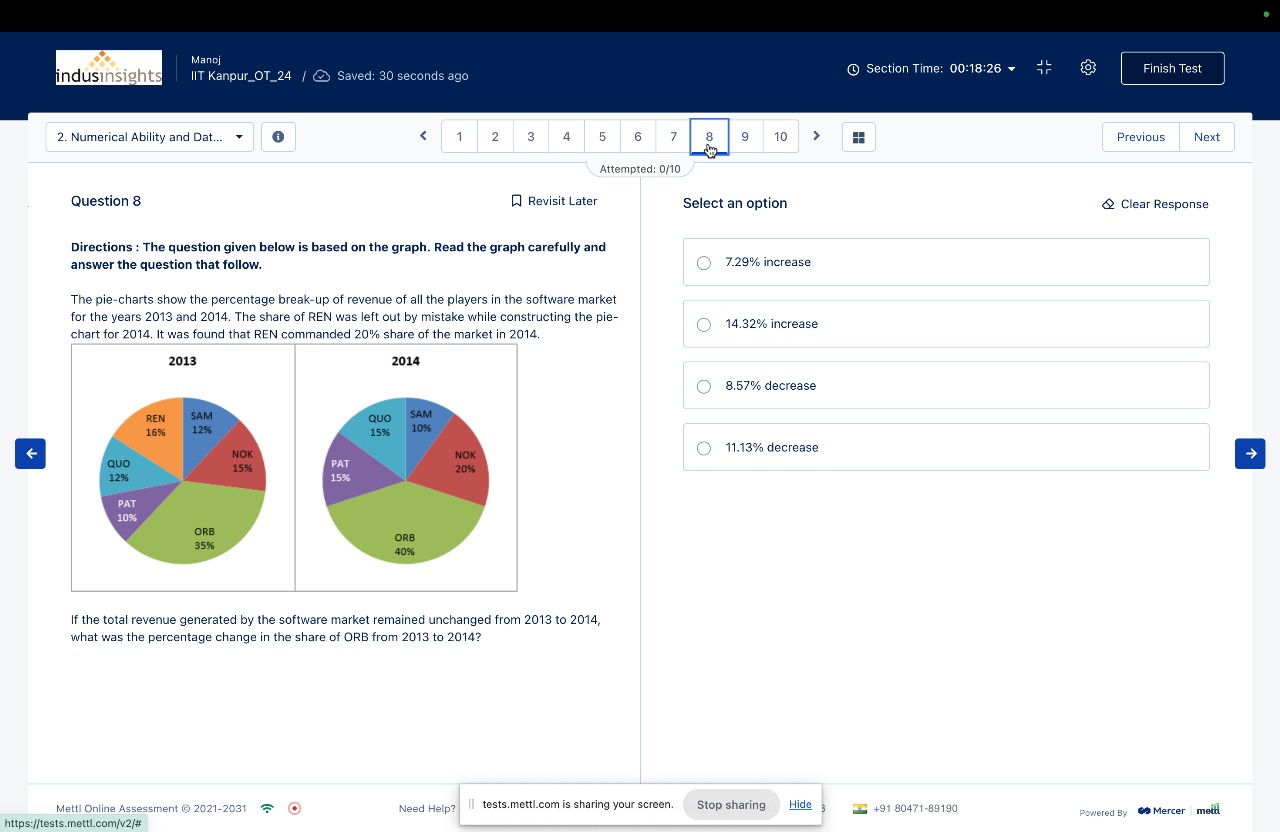 indusinsights
Manoj
IIT Kanpur_OT_24 / Saved: 30 seconds ago
Section Time: 00:18:26
Finish Test
2. Numerical Ability and Dat...
1 2 3 4 5 6 7 8 9 10
Previous Next
Attempted: 0/10
Question 8
Revisit Later
Directions : The question given below is based on the graph. Read the graph carefully and
answer the question that follow.
The pie-charts show the percentage break-up of revenue of all the players in the software market
for the years 2013 and 2014. The share of REN was left out by mistake while constructing the pie-
chart for 2014. It was found that REN commanded 20% share of the market in 2014.
2013
REN
16%
SAM
12%
NOK
15%
QUO
12%
PAT
10%
ORB
35%
2014
QUO
15%
SAM
10%
NOK
20%
PAT
15%
ORB
40%
If the total revenue generated by the software market remained unchanged from 2013 to 2014,
what was the percentage change in the share of ORB from 2013 to 2014?
Select an option
Clear Response
7.29% increase
14.32% increase
8.57% decrease
11.13% decrease
Mettl Online Assessment © 2021-2031
Need Help?
tests.mettl.com is sharing your screen.
Stop sharing
Hide
+91 80471-89190
Powered By Mercer | mettl
https://tests.mettl.com/v2/#